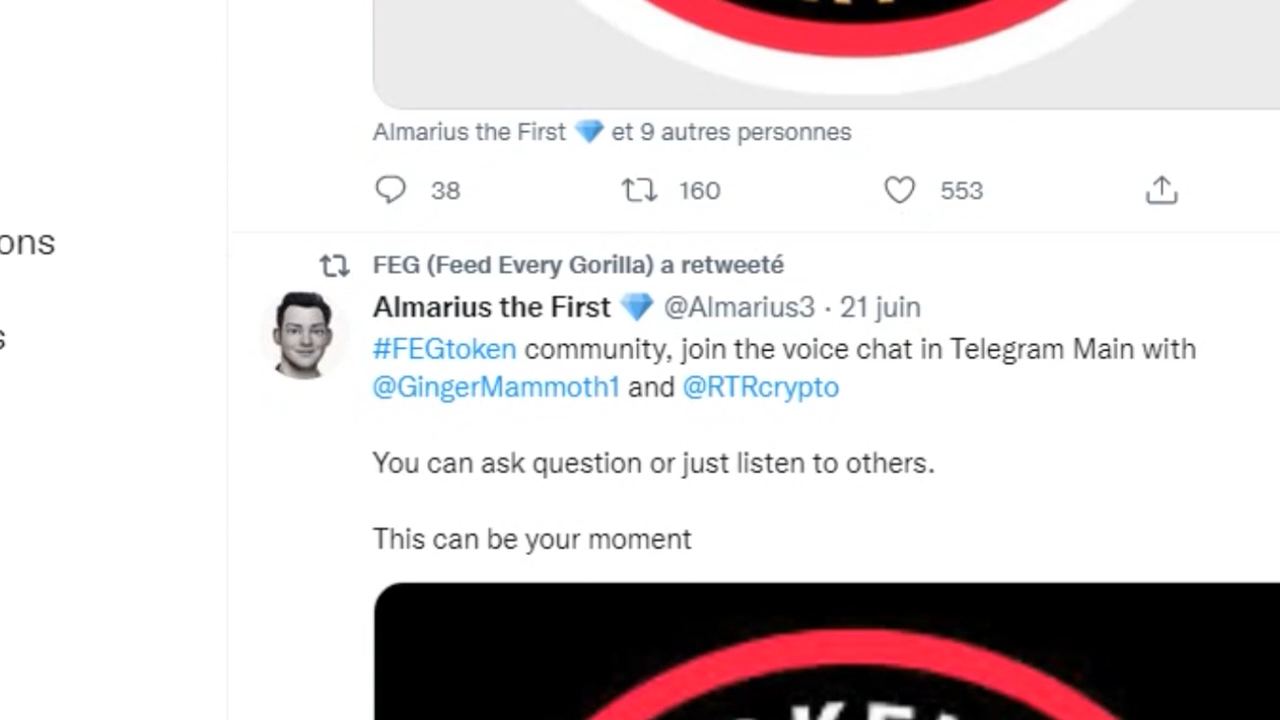 Almarius the First 💎 et 9 autres personnes
38 160 553
ons
FEG (Feed Every Gorilla) a retweeté
Almarius the First 💎 @Almarius3 · 21 juin
s
#FEGtoken community, join the voice chat in Telegram Main with
@GingerMammoth1 and @RTRcrypto
You can ask question or just listen to others.
This can be your moment